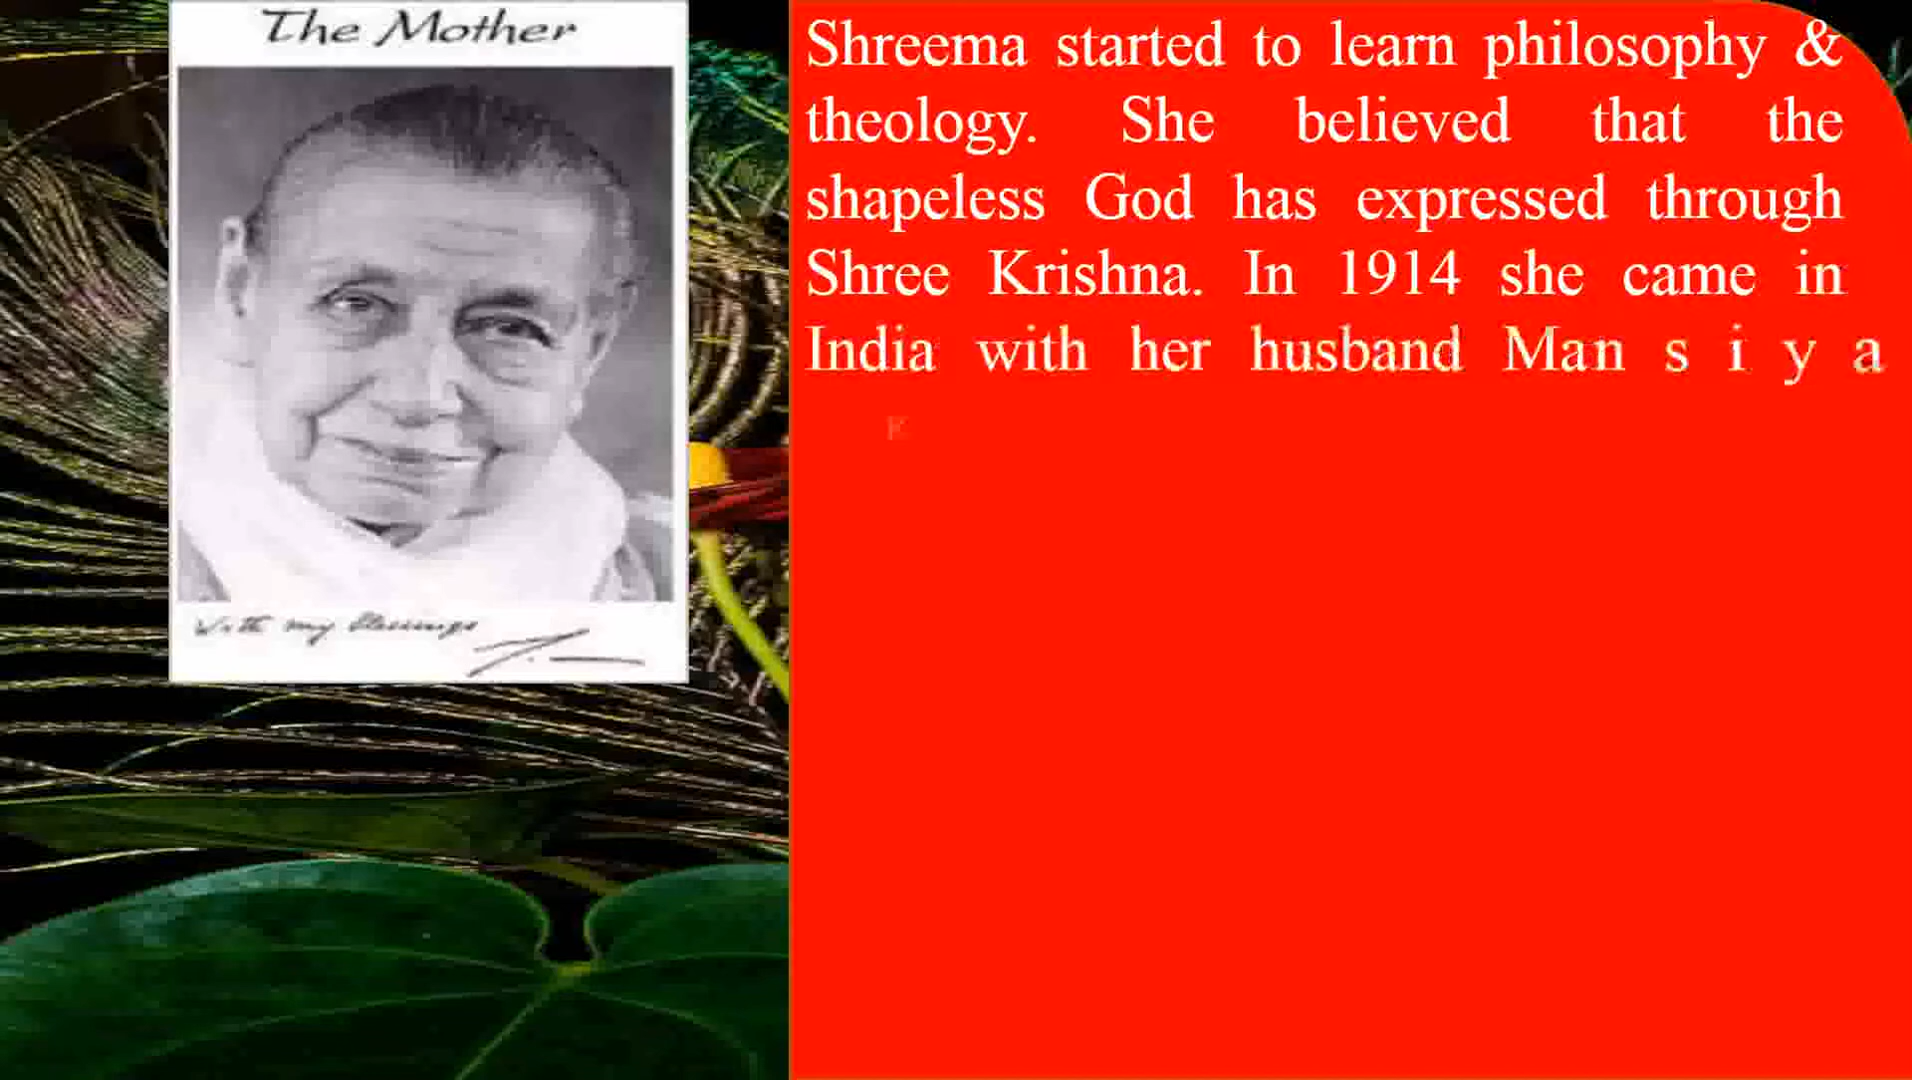 The Mother
With my blessings
Shreema started to learn philosophy &
theology. She believed that the
shapeless God has expressed through
Shree Krishna. In 1914 she came in
India with her husband Mansiya
K